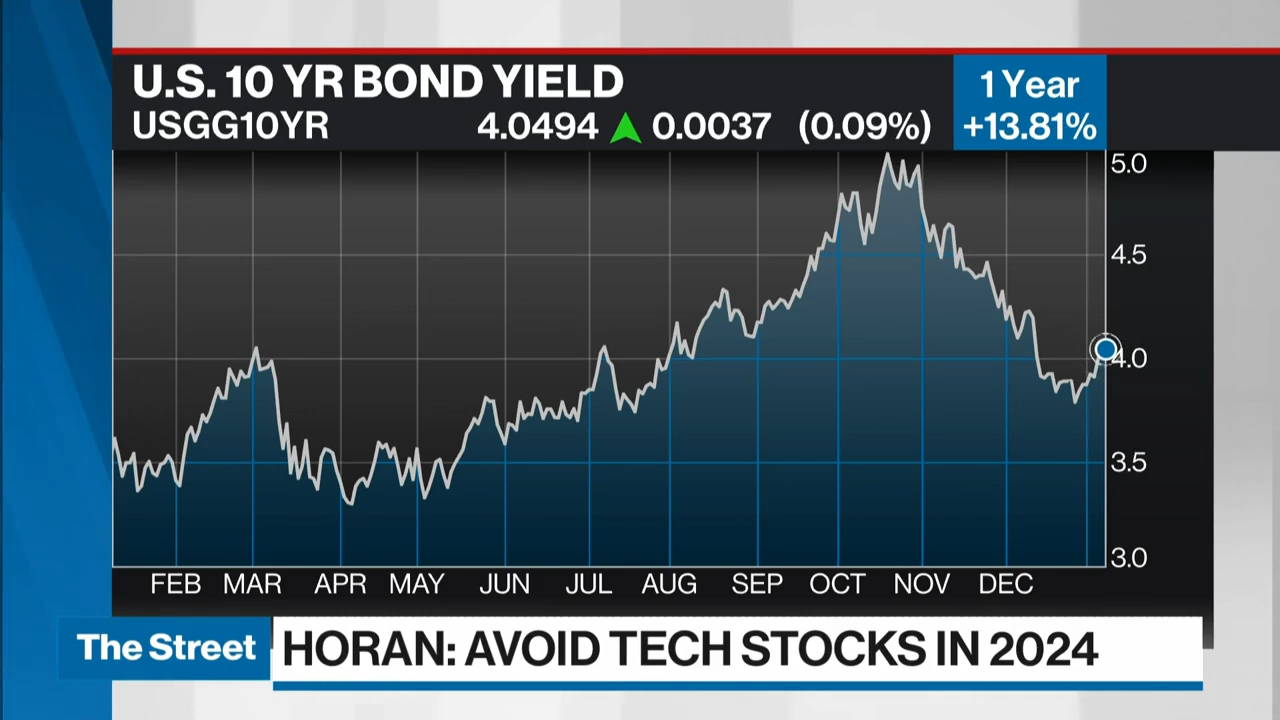 U.S. 10 YR BOND YIELD
USGG10YR 4.0494 ▲ 0.0037 (0.09%)
1 Year
+13.81%
5.0
4.5
4.0
3.5
3.0
FEB MAR APR MAY JUN JUL AUG SEP OCT NOV DEC
The Street
HORAN: AVOID TECH STOCKS IN 2024